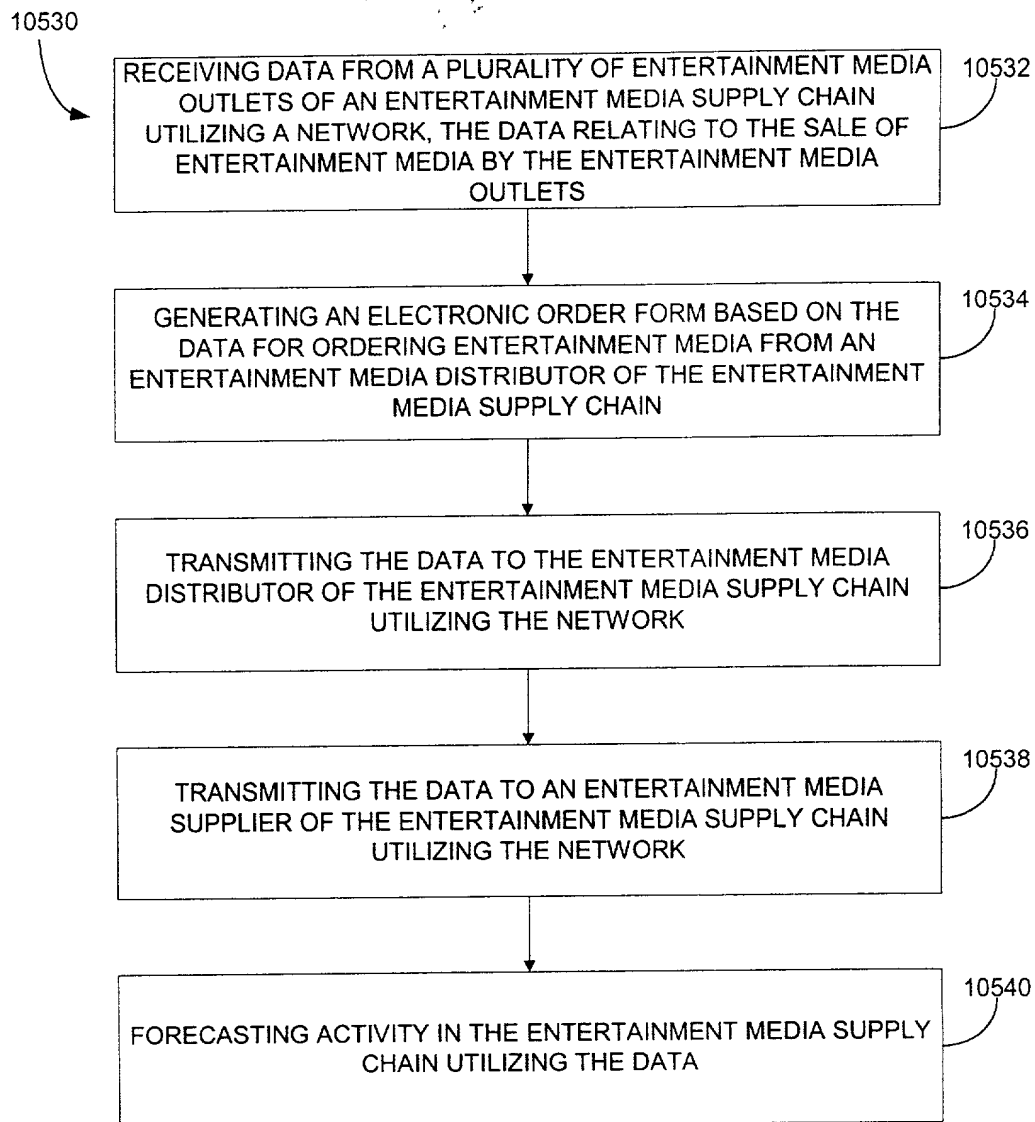 10530
RECEIVING DATA FROM A PLURALITY OF ENTERTAINMENT MEDIA
OUTLETS OF AN ENTERTAINMENT MEDIA SUPPLY CHAIN
UTILIZING A NETWORK, THE DATA RELATING TO THE SALE OF
ENTERTAINMENT MEDIA BY THE ENTERTAINMENT MEDIA
OUTLETS
10532
GENERATING AN ELECTRONIC ORDER FORM BASED ON THE
DATA FOR ORDERING ENTERTAINMENT MEDIA FROM AN
ENTERTAINMENT MEDIA DISTRIBUTOR OF THE ENTERTAINMENT
MEDIA SUPPLY CHAIN
10534
TRANSMITTING THE DATA TO THE ENTERTAINMENT MEDIA
DISTRIBUTOR OF THE ENTERTAINMENT MEDIA SUPPLY CHAIN
UTILIZING THE NETWORK
10536
TRANSMITTING THE DATA TO AN ENTERTAINMENT MEDIA
SUPPLIER OF THE ENTERTAINMENT MEDIA SUPPLY CHAIN
UTILIZING THE NETWORK
10538
FORECASTING ACTIVITY IN THE ENTERTAINMENT MEDIA SUPPLY
CHAIN UTILIZING THE DATA
10540